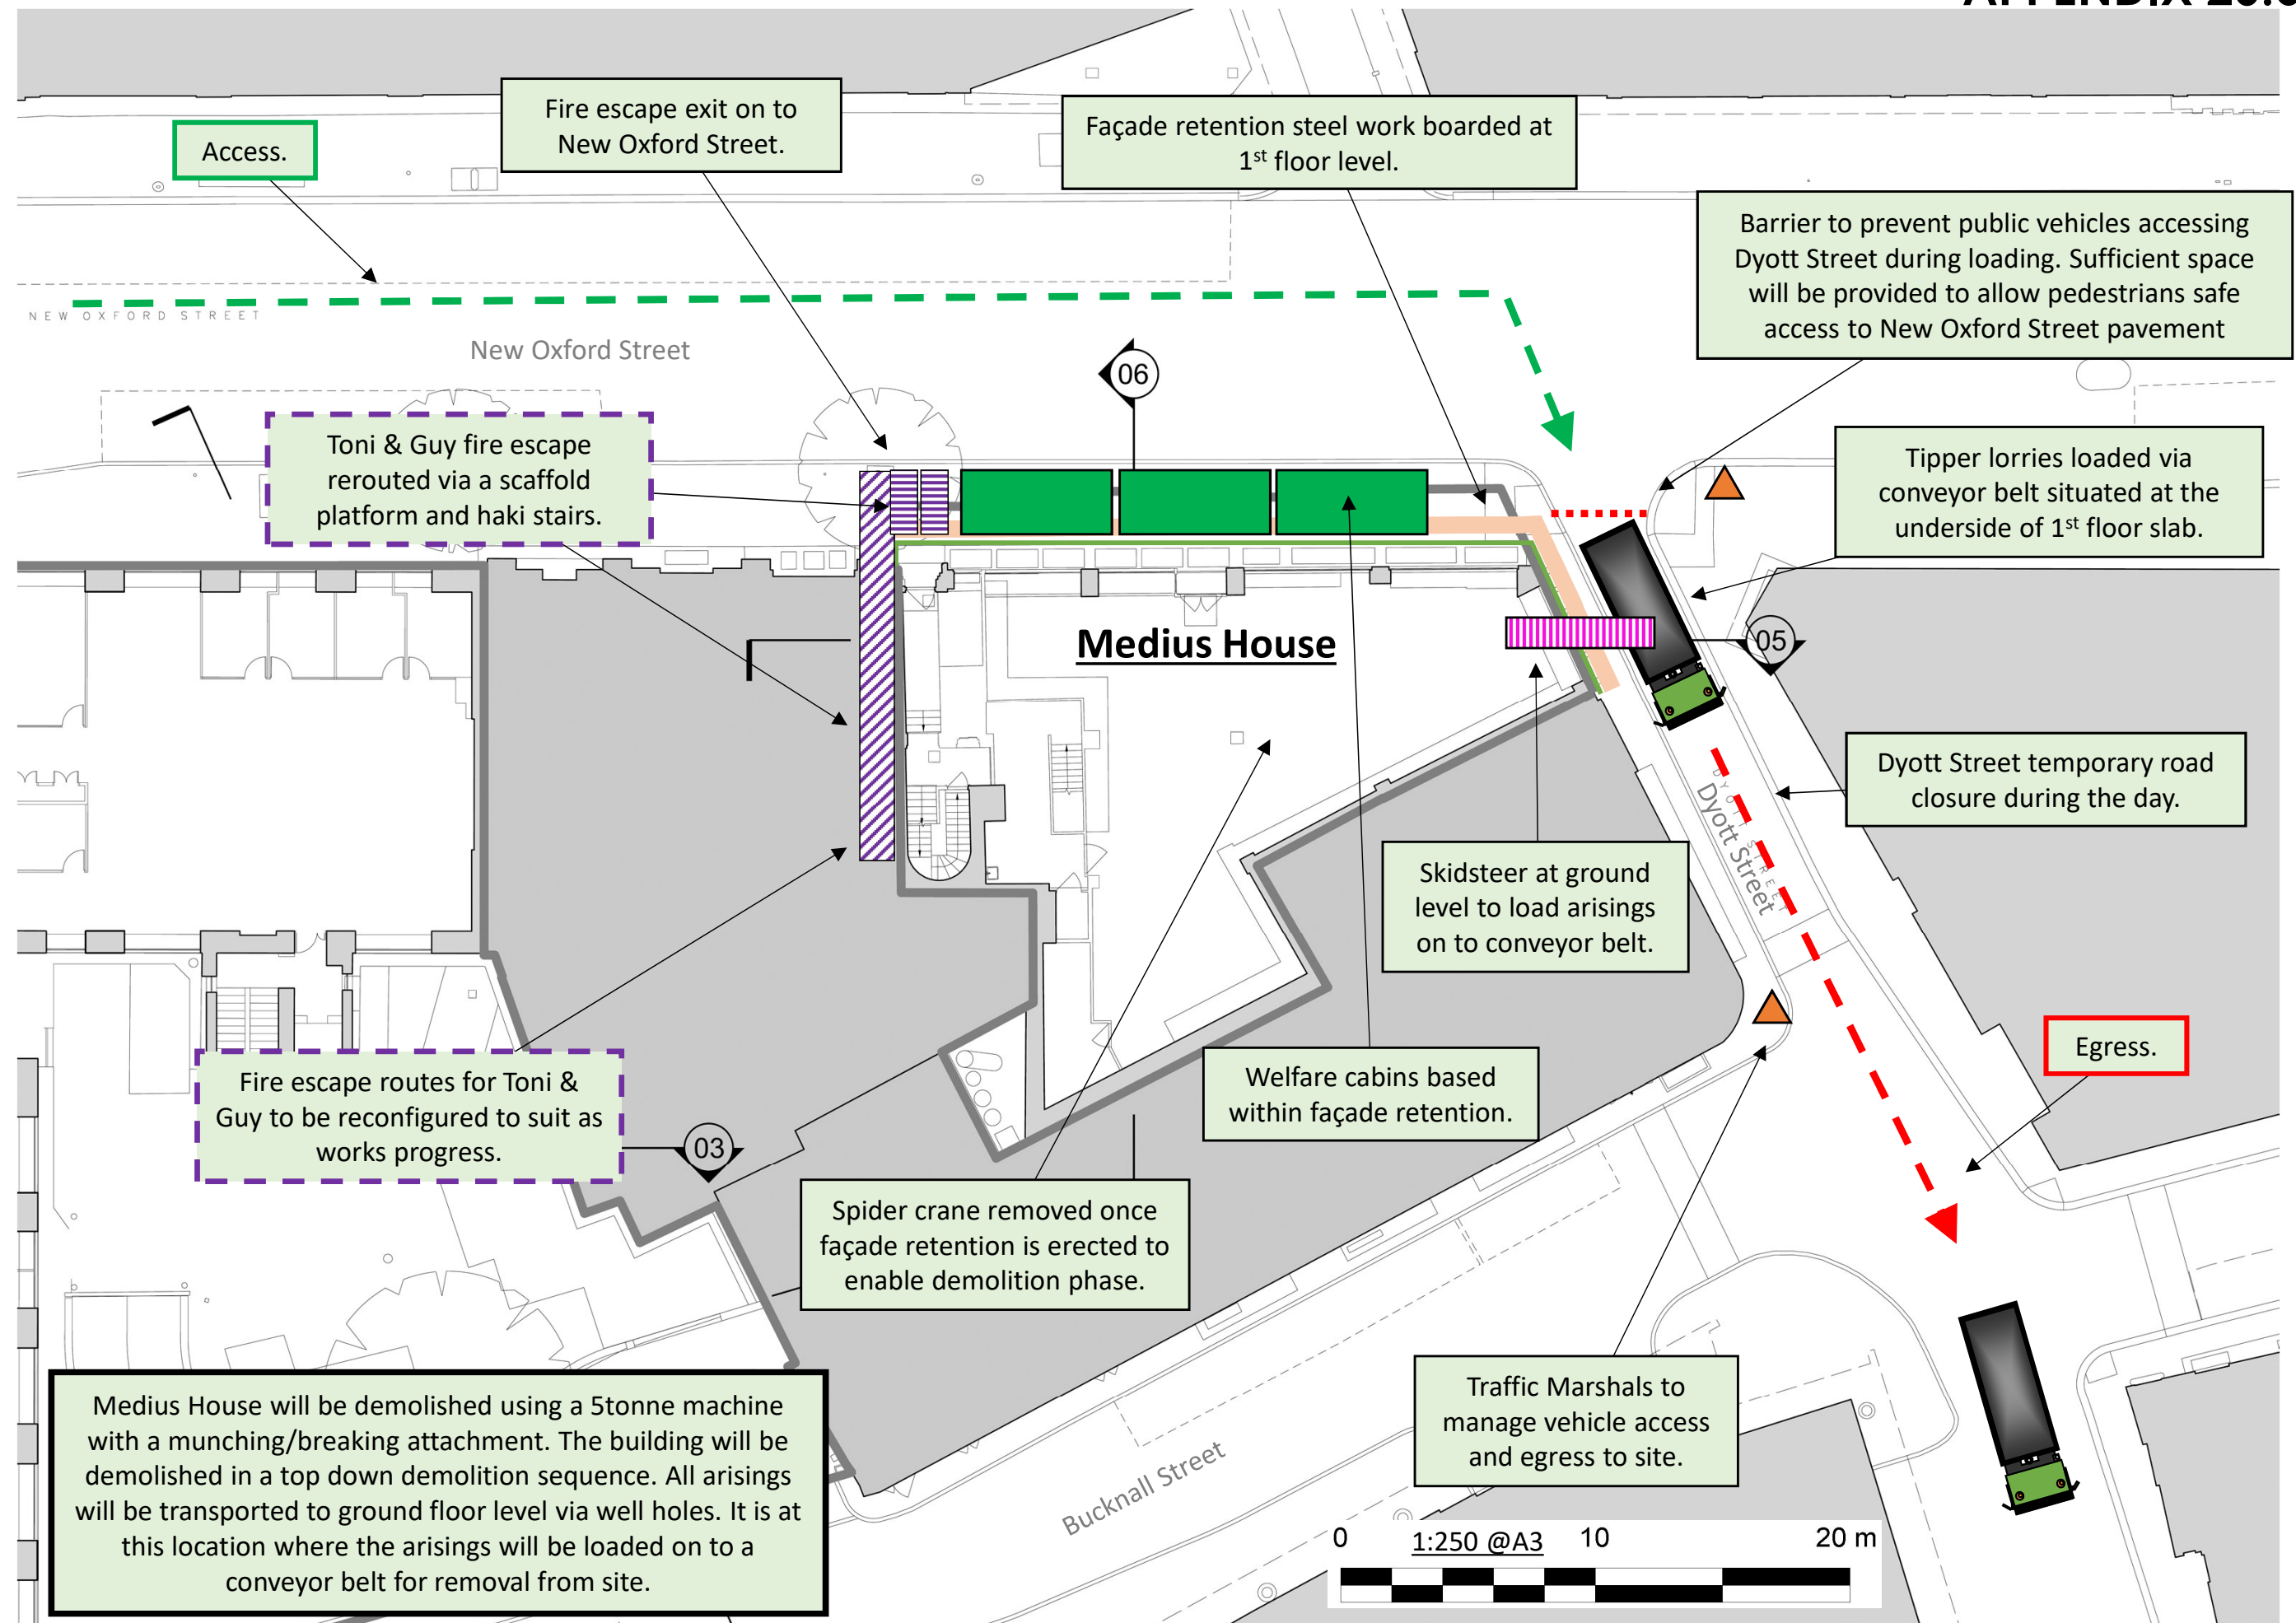 Access.
Fire escape exit on to
New Oxford Street.
Façade retention steel work boarded at
1st floor level.
Barrier to prevent public vehicles accessing
Dyott Street during loading. Sufficient space
will be provided to allow pedestrians safe
access to New Oxford Street pavement
NEW OXFORD STREET
New Oxford Street
06
Toni & Guy fire escape
rerouted via a scaffold
platform and haki stairs.
Tipper lorries loaded via
conveyor belt situated at the
underside of 1st floor slab.
Medius House
05
Dyott Street temporary road
closure during the day.
DYOTT STREET
Dyott Street
Skidsteer at ground
level to load arisings
on to conveyor belt.
Egress.
Fire escape routes for Toni &
Guy to be reconfigured to suit as
works progress.
03
Welfare cabins based
within façade retention.
Spider crane removed once
façade retention is erected to
enable demolition phase.
Traffic Marshals to
manage vehicle access
and egress to site.
Medius House will be demolished using a 5tonne machine
with a munching/breaking attachment. The building will be
demolished in a top down demolition sequence. All arisings
will be transported to ground floor level via well holes. It is at
this location where the arisings will be loaded on to a
conveyor belt for removal from site.
Bucknall Street
0 1:250 @A3 10 20 m